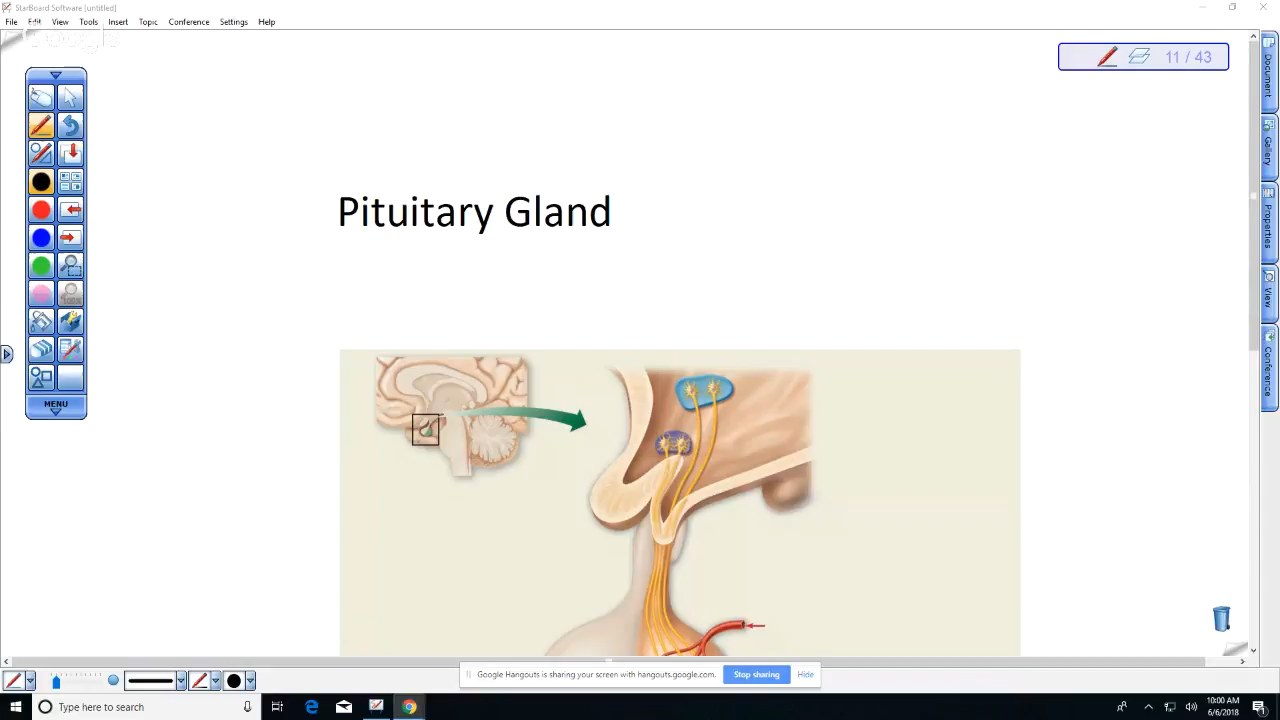 StarBoard Software [untitled]
File Edit View Tools Insert Topic Conference Settings Help
11 / 43
Document
Gallery
Properties
View
Conference
MENU
Pituitary Gland
Google Hangouts is sharing your screen with hangouts.google.com.
Stop sharing
Hide
Type here to search
10:00 AM
6/6/2018